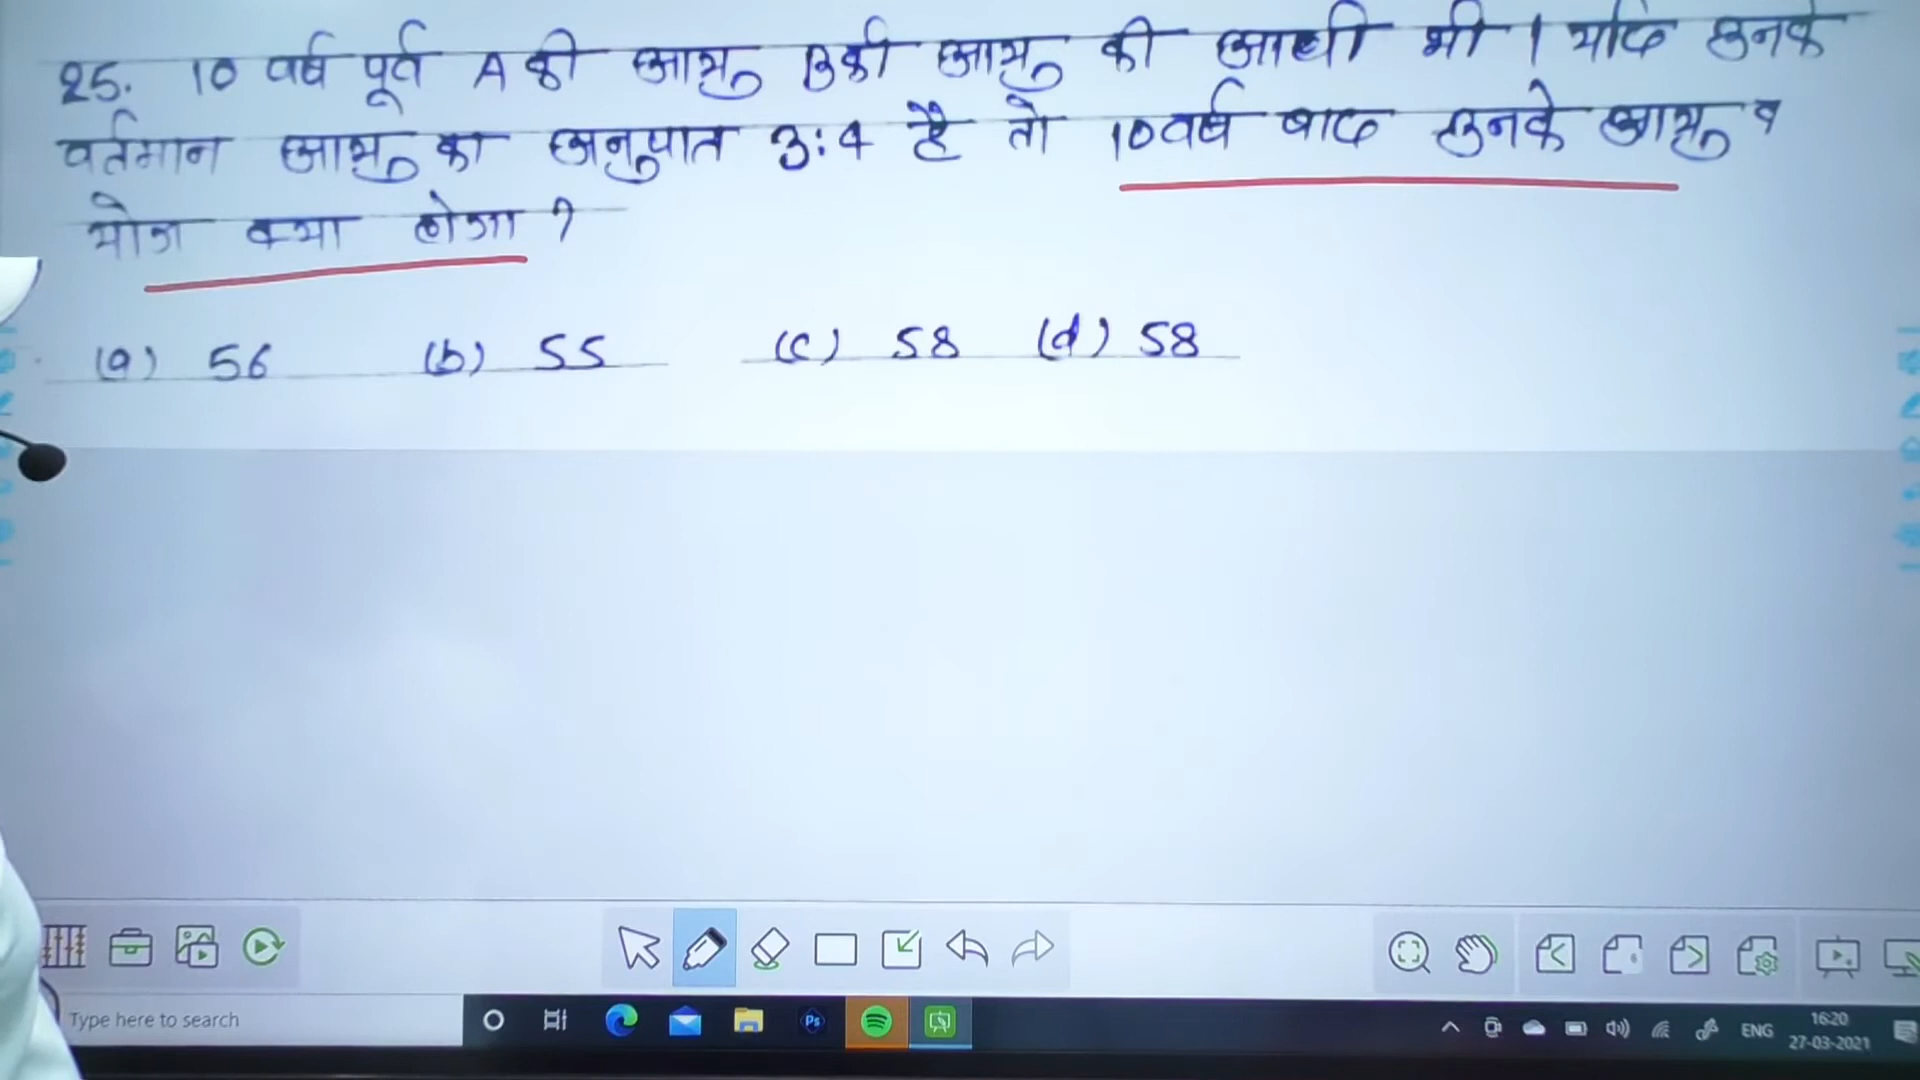 25. 10 वर्ष पूर्व A की आयु B की आयु की आधी थी । यदि उनके
वर्तमान आयु का अनुपात 3:4 है तो 10 वर्ष बाद उनके आयु व
योग क्या होगा ?
(a) 56 (b) 55 (c) 58 (d) 58
Type here to search
Ps
ENG
16:20
27-03-2021